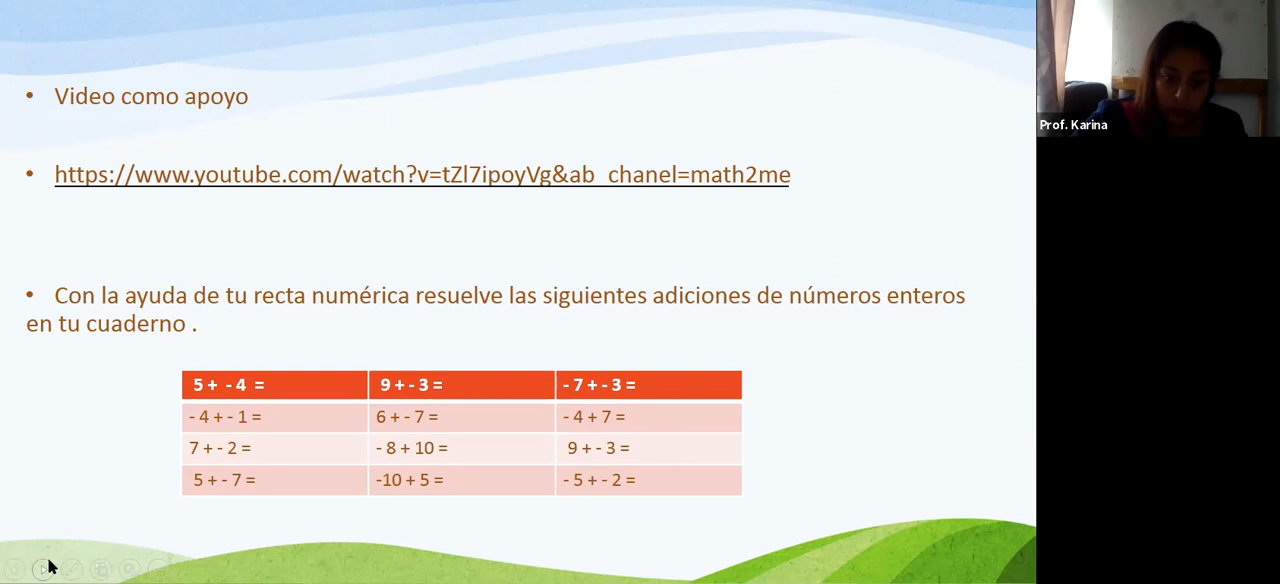 • Video como apoyo
Prof. Karina
• https://www.youtube.com/watch?v=tZl7ipoyVg&ab_chanel=math2me
• Con la ayuda de tu recta numérica resuelve las siguientes adiciones de números enteros
en tu cuaderno .
5 + - 4 = 9 + - 3 = - 7 + - 3 =
- 4 + - 1 = 6 + - 7 = - 4 + 7 =
7 + - 2 = - 8 + 10 = 9 + - 3 =
5 + - 7 = -10 + 5 = - 5 + - 2 =